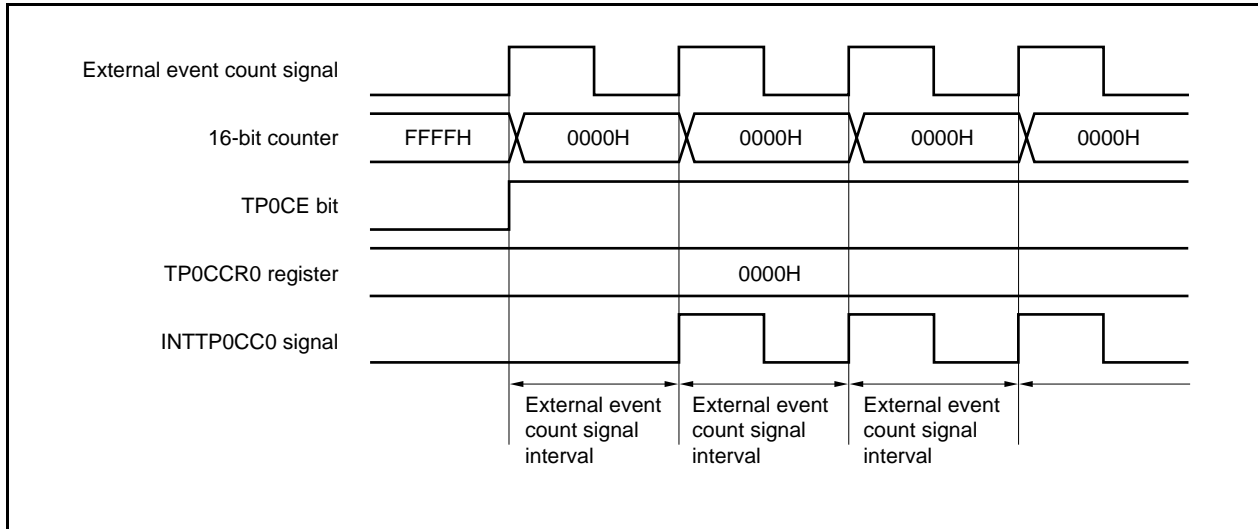 External event count signal
16-bit counter
FFFFH
0000H
0000H
0000H
0000H
TP0CE bit
TP0CCR0 register
0000H
INTTP0CC0 signal
External event
count signal
interval
External event
count signal
interval
External event
count signal
interval